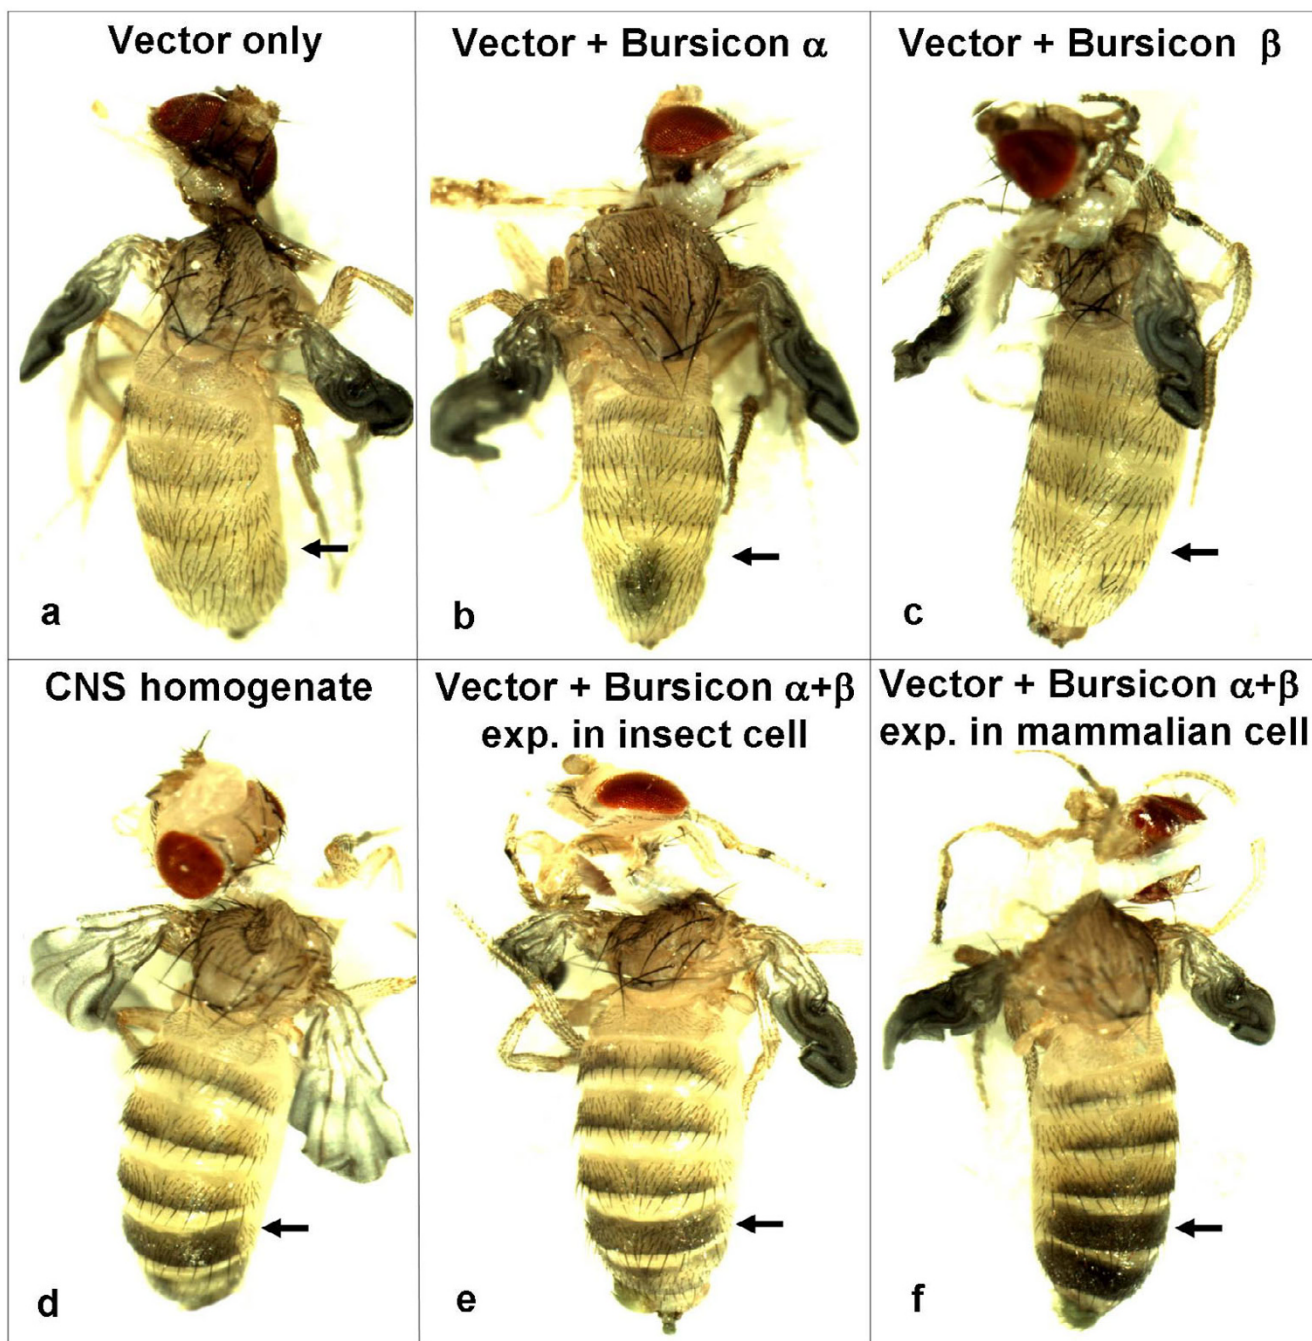 Vector only
Vector + Bursicon α
Vector + Bursicon β
a
b
c
CNS homogenate
Vector + Bursicon α+β
exp. in insect cell
Vector + Bursicon α+β
exp. in mammalian cell
d
e
f